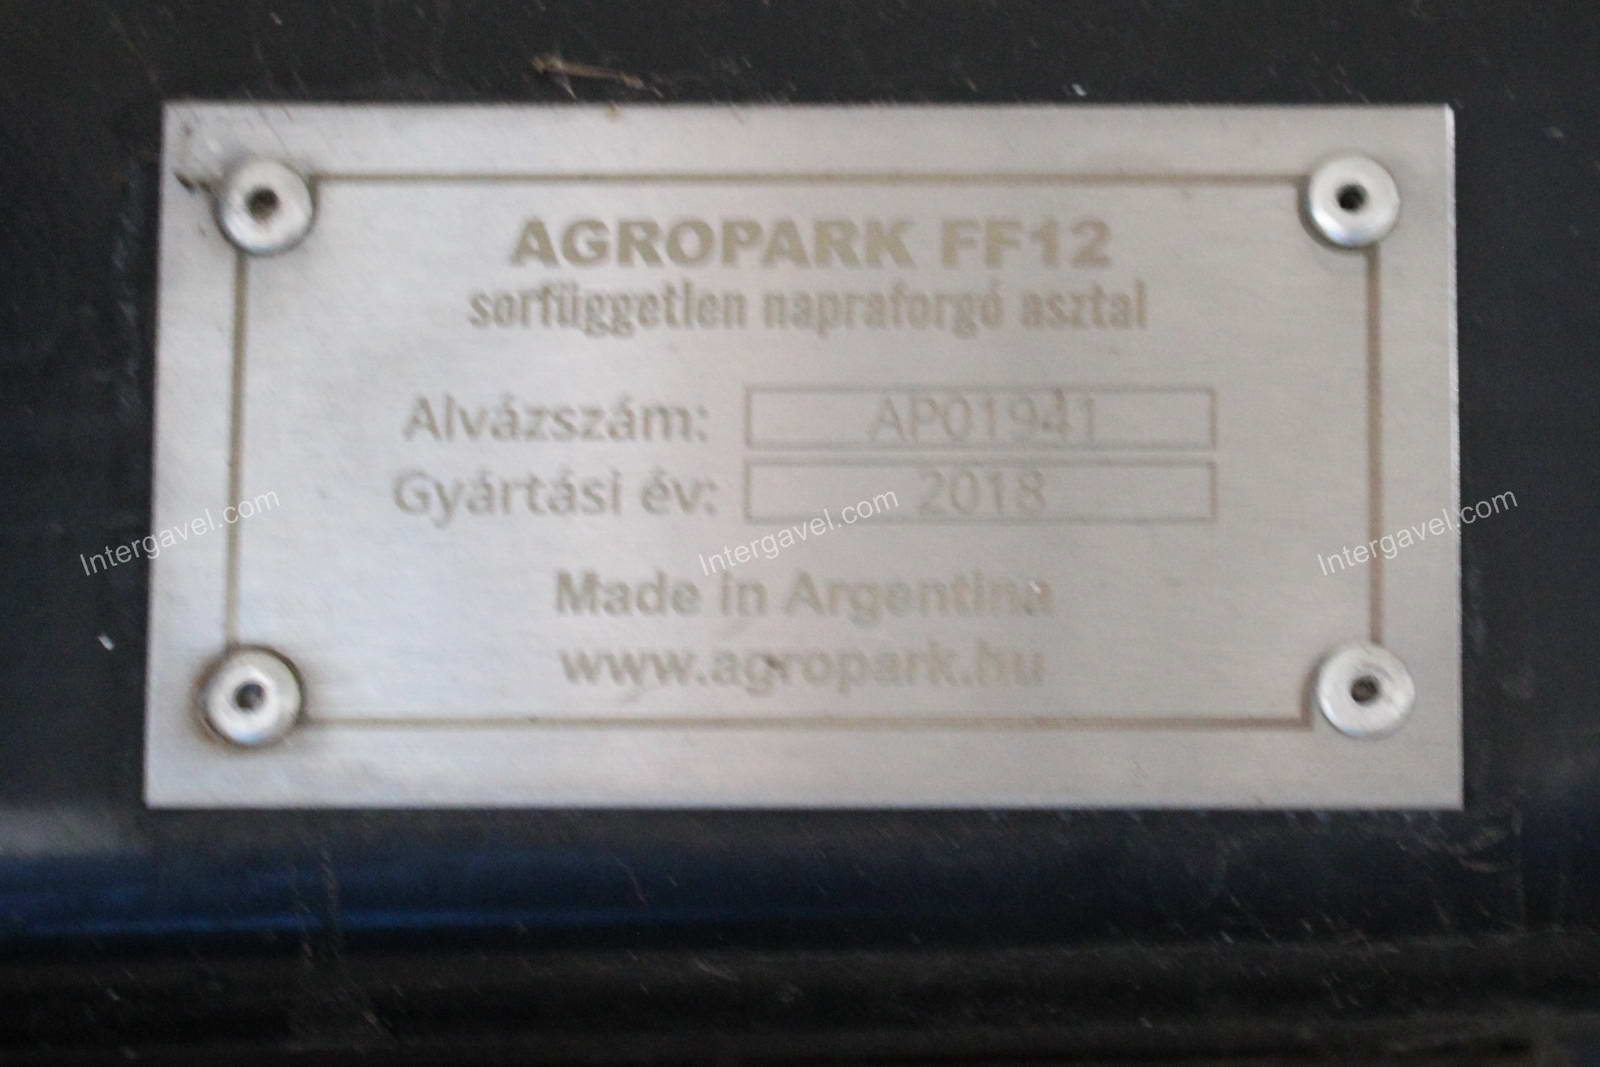 AGROPARK FF12
sorfüggetlen napraforgó asztal
Alvázszám: AP01941
Gyártási év: 2018
Intergavel.com Intergavel.com Intergavel.com
Made in Argentina
www.agropark.hu